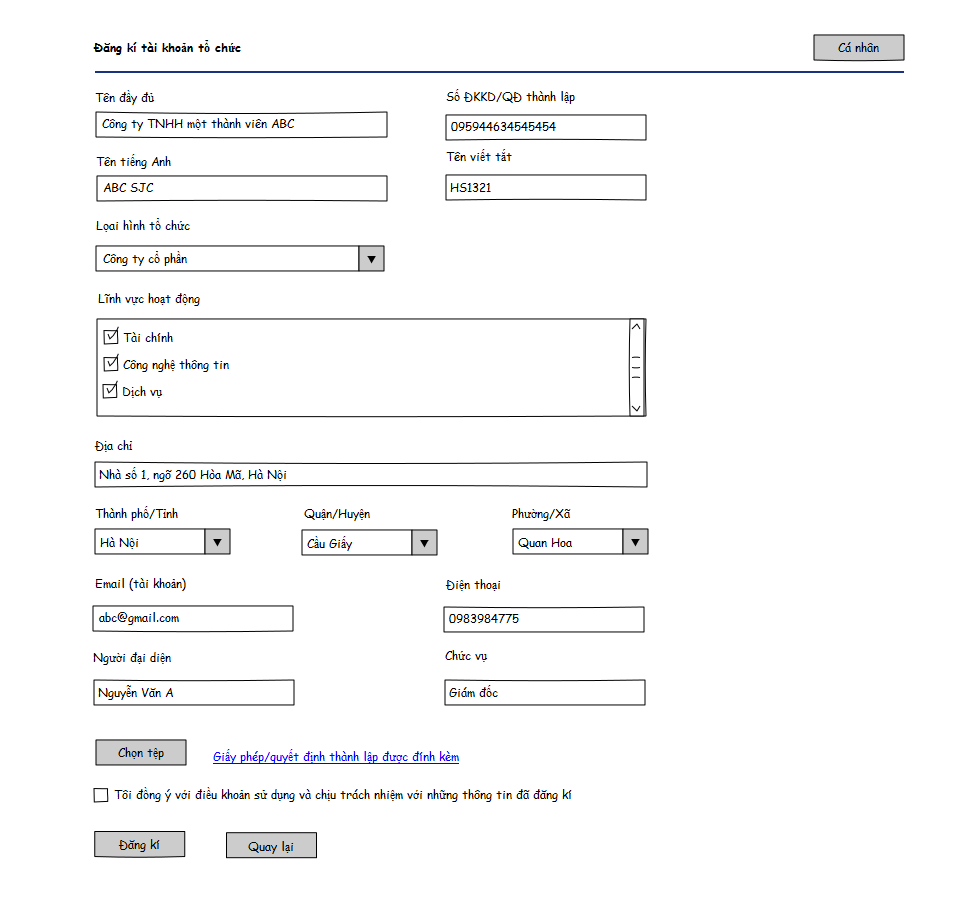 Đăng kí tài khoản tổ chức
Cá nhân
Tên đầy đủ
Số ĐKKD/QĐ thành lập
Công ty TNHH một thành viên ABC
095944634545454
Tên tiếng Anh
Tên viết tắt
ABC SJC
HS1321
Loại hình tổ chức
Công ty cổ phần
Lĩnh vực hoạt động
Tài chính
Công nghệ thông tin
Dịch vụ
Địa chỉ
Nhà số 1, ngõ 260 Hòa Mã, Hà Nội
Thành phố/Tỉnh
Quận/Huyện
Phường/Xã
Hà Nội
Cầu Giấy
Quan Hoa
Email (tài khoản)
Điện thoại
abc@gmail.com
0983984775
Người đại diện
Chức vụ
Nguyễn Văn A
Giám đốc
Chọn tệp
Giấy phép/quyết định thành lập được đính kèm
Tôi đồng ý với điều khoản sử dụng và chịu trách nhiệm với những thông tin đã đăng kí
Đăng kí
Quay lại